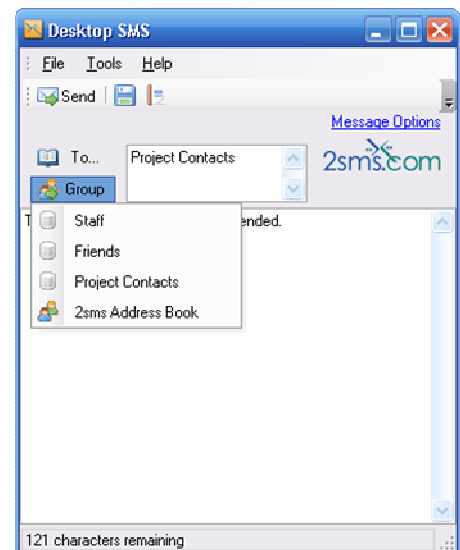 Desktop SMS
File Tools Help
Send
Message Options
To... Project Contacts
2sms.com
Group
T ended.
Staff
Friends
Project Contacts
2sms Address Book
121 characters remaining